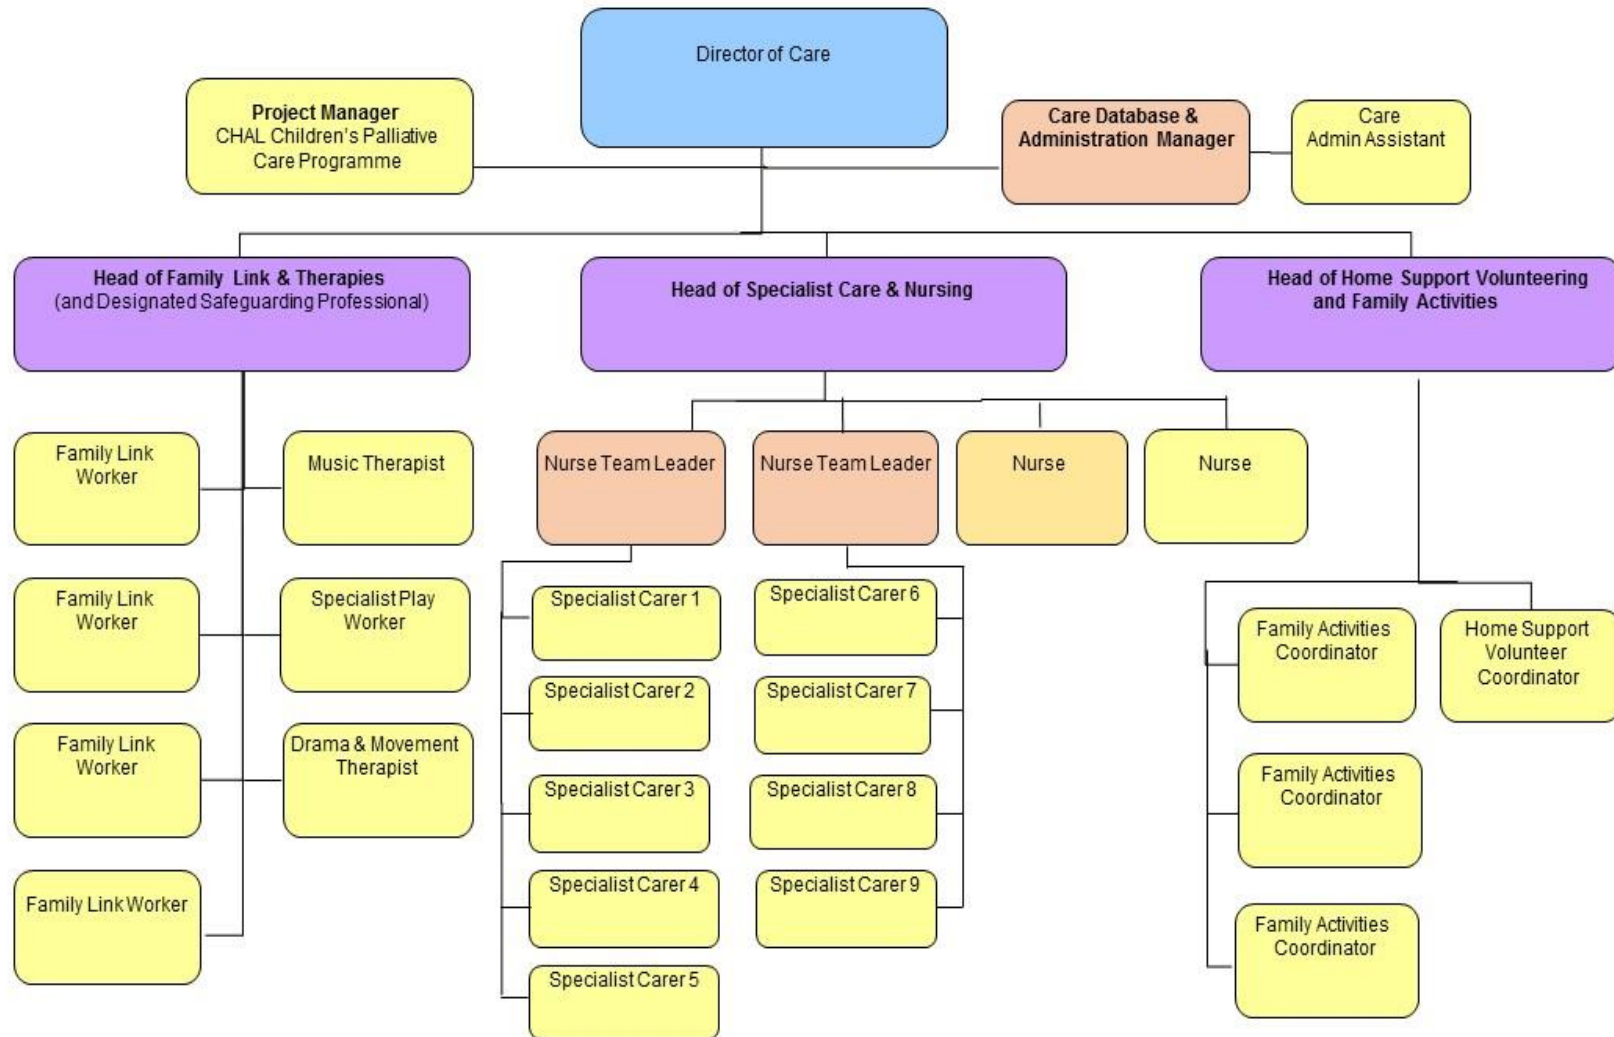 Director of Care
Project Manager
CHAL Children's Palliative
Care Programme
Care Database &
Administration Manager
Care
Admin Assistant
Head of Family Link & Therapies
(and Designated Safeguarding Professional)
Head of Specialist Care & Nursing
Head of Home Support Volunteering
and Family Activities
Family Link
Worker
Music Therapist
Nurse Team Leader
Nurse Team Leader
Nurse
Nurse
Family Link
Worker
Specialist Play
Worker
Specialist Carer 1
Specialist Carer 6
Family Activities
Coordinator
Home Support
Volunteer
Coordinator
Specialist Carer 2
Specialist Carer 7
Family Link
Worker
Drama & Movement
Therapist
Specialist Carer 3
Specialist Carer 8
Family Activities
Coordinator
Family Link Worker
Specialist Carer 4
Specialist Carer 9
Family Activities
Coordinator
Specialist Carer 5